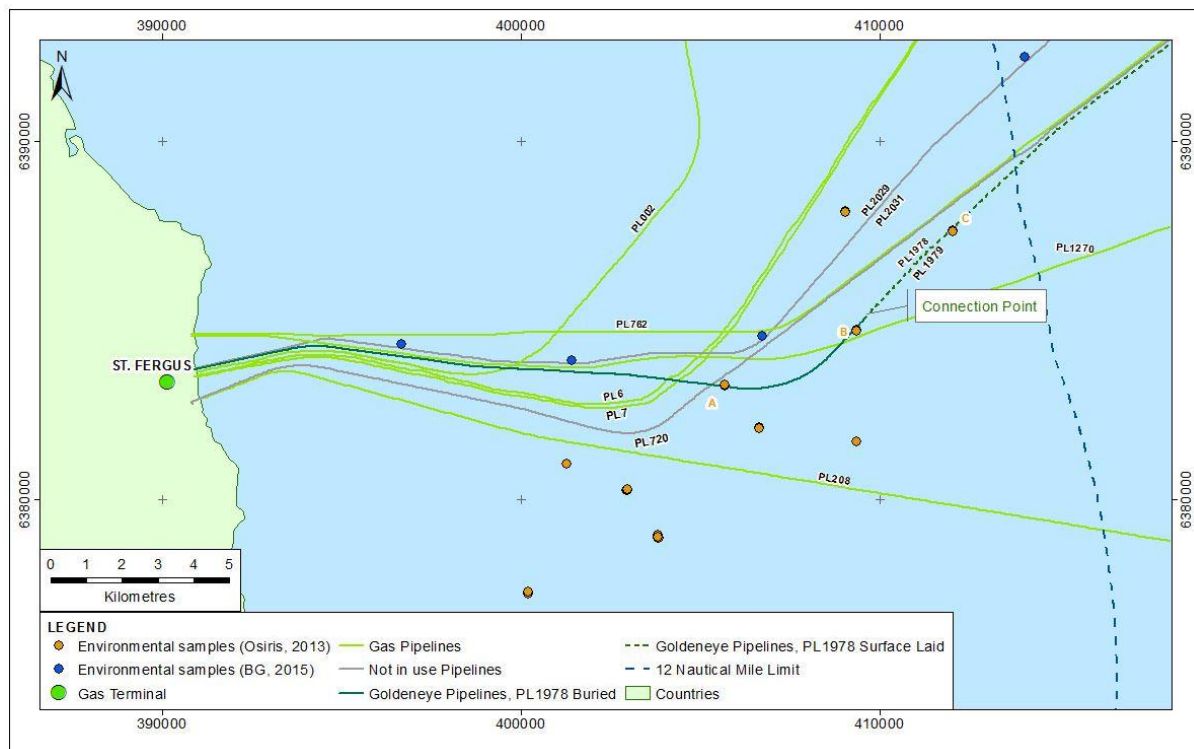 390000 400000 410000
N
6390000 6390000
PL002
PL2029
PL2031
C
PL1978
PL1979
PL1270
Connection Point
B
PL762
ST. FERGUS
PL6
PL7
A
PL720
PL208
6380000 6380000
0 1 2 3 4 5
Kilometres
LEGEND
Environmental samples (Osiris, 2013)
Environmental samples (BG, 2015)
Gas Terminal
Gas Pipelines
Not in use Pipelines
Goldeneye Pipelines, PL1978 Buried
Goldeneye Pipelines, PL1978 Surface Laid
12 Nautical Mile Limit
Countries
390000 400000 410000